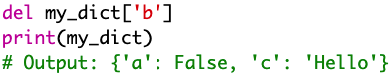 del my_dict['b']
print(my_dict)
# Output: {'a': False, 'c': 'Hello'}